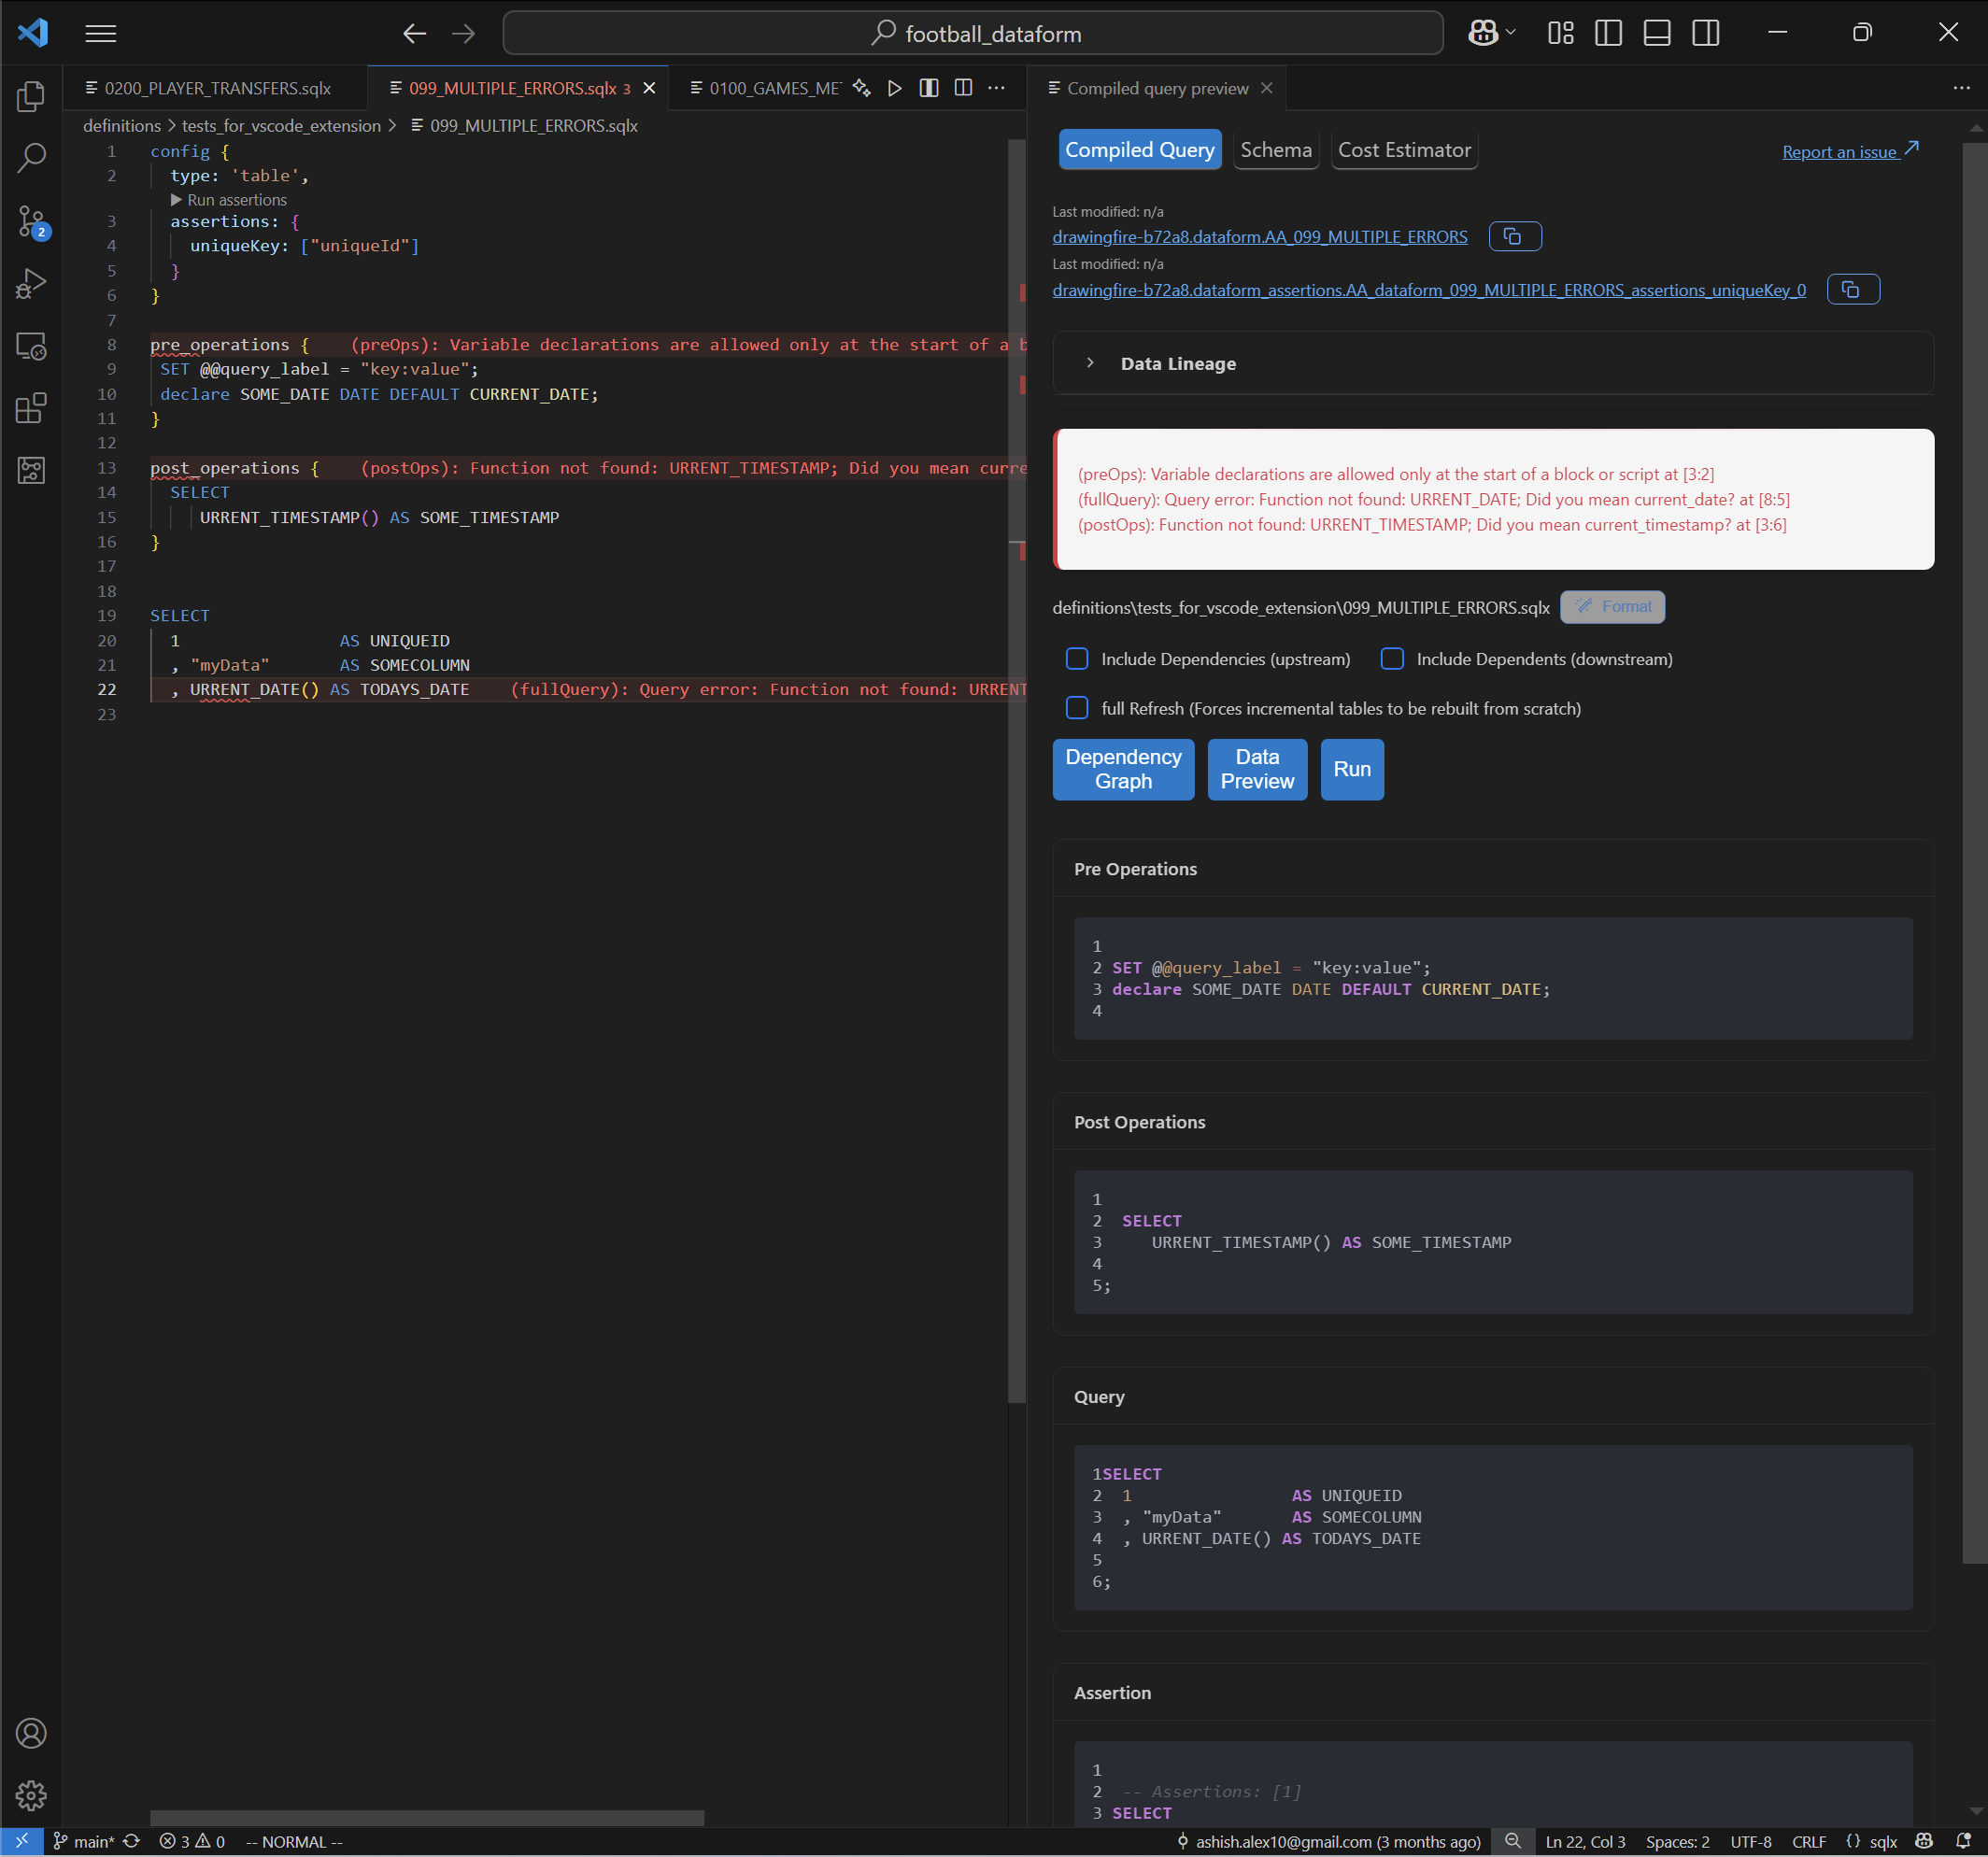 football_dataform
0200_PLAYER_TRANSFERS.sqlx
099_MULTIPLE_ERRORS.sqlx 3
0100_GAMES_ME
Compiled query preview
definitions > tests_for_vscode_extension > 099_MULTIPLE_ERRORS.sqlx
1 config {
2 type: 'table',
Run assertions
3 assertions: {
4 uniqueKey: ["uniqueId"]
5 }
6 }
7
8 pre_operations { (preOps): Variable declarations are allowed only at the start of a b
9 SET @@query_label = "key:value";
10 declare SOME_DATE DATE DEFAULT CURRENT_DATE;
11 }
12
13 post_operations { (postOps): Function not found: URRENT_TIMESTAMP; Did you mean curre
14 SELECT
15 URRENT_TIMESTAMP() AS SOME_TIMESTAMP
16 }
17
18
19 SELECT
20 1 AS UNIQUEID
21 , "myData" AS SOMECOLUMN
22 , URRENT_DATE() AS TODAYS_DATE (fullQuery): Query error: Function not found: URRENT
23
Compiled Query
Schema
Cost Estimator
Report an issue
Last modified: n/a
drawingfire-b72a8.dataform.AA_099_MULTIPLE_ERRORS
Last modified: n/a
drawingfire-b72a8.dataform_assertions.AA_dataform_099_MULTIPLE_ERRORS_assertions_uniqueKey_0
Data Lineage
(preOps): Variable declarations are allowed only at the start of a block or script at [3:2]
(fullQuery): Query error: Function not found: URRENT_DATE; Did you mean current_date? at [8:5]
(postOps): Function not found: URRENT_TIMESTAMP; Did you mean current_timestamp? at [3:6]
definitions\tests_for_vscode_extension\099_MULTIPLE_ERRORS.sqlx
Format
Include Dependencies (upstream)
Include Dependents (downstream)
full Refresh (Forces incremental tables to be rebuilt from scratch)
Dependency
Graph
Data
Preview
Run
Pre Operations
1
2 SET @@query_label = "key:value";
3 declare SOME_DATE DATE DEFAULT CURRENT_DATE;
4
Post Operations
1
2 SELECT
3 URRENT_TIMESTAMP() AS SOME_TIMESTAMP
4
5;
Query
1SELECT
2 1 AS UNIQUEID
3 , "myData" AS SOMECOLUMN
4 , URRENT_DATE() AS TODAYS_DATE
5
6;
Assertion
1
2 -- Assertions: [1]
3 SELECT
2
main* 3 0 -- NORMAL --
ashish.alex10@gmail.com (3 months ago)
Ln 22, Col 3
Spaces: 2
UTF-8
CRLF
{} sqlx